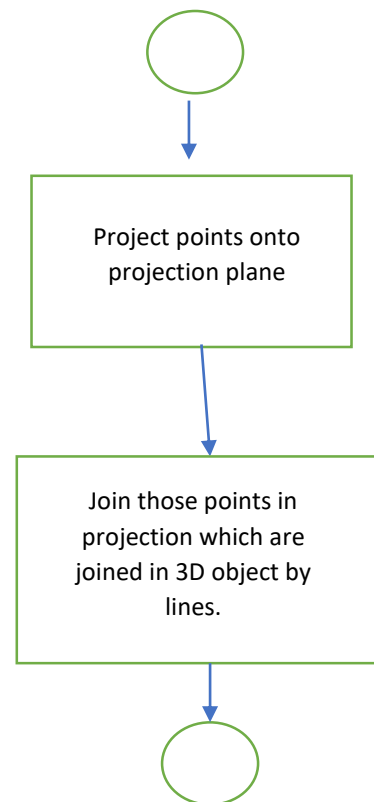 Project points onto
projection plane
Join those points in
projection which are
joined in 3D object by
lines.